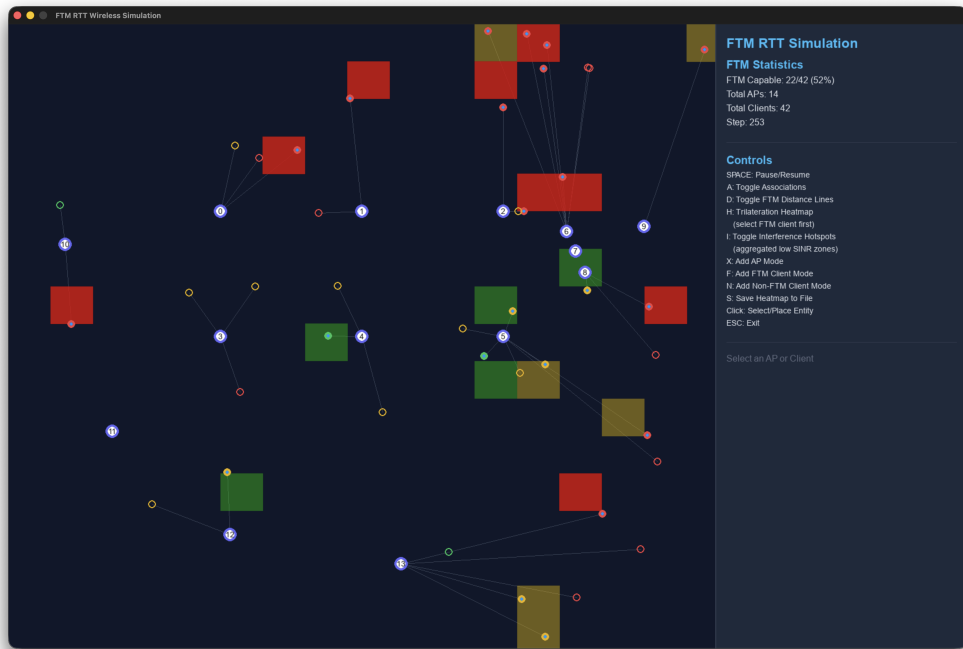 FTM RTT Wireless Simulation
FTM RTT Simulation
FTM Statistics
FTM Capable: 22/42 (52%)
Total APs: 14
Total Clients: 42
Step: 253
Controls
SPACE: Pause/Resume
A: Toggle Associations
D: Toggle FTM Distance Lines
H: Trilateration Heatmap
(select FTM client first)
I: Toggle Interference Hotspots
(aggregated low SINR zones)
X: Add AP Mode
F: Add FTM Client Mode
N: Add Non-FTM Client Mode
S: Save Heatmap to File
Click: Select/Place Entity
ESC: Exit
Select an AP or Client
0
1
2
9
6
10
7
8
3
4
5
11
12
13